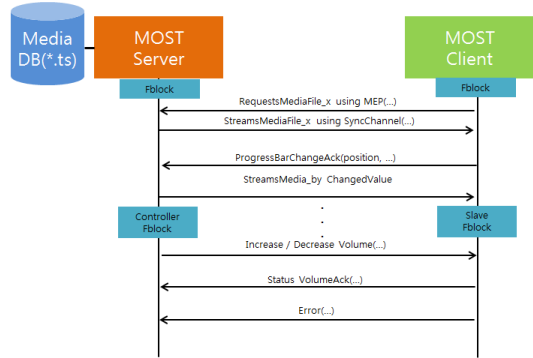 Media
DB(*.ts)
MOST
Server
MOST
Client
Fblock
Fblock
RequestsMediaFile_x using MEP(...)
StreamsMediaFile_x using SyncChannel(...)
ProgressBarChangeAck(position, ...)
StreamsMedia_by ChangedValue
Controller
Fblock
Slave
Fblock
Increase / Decrease Volume(...)
Status VolumeAck(...)
Error(...)